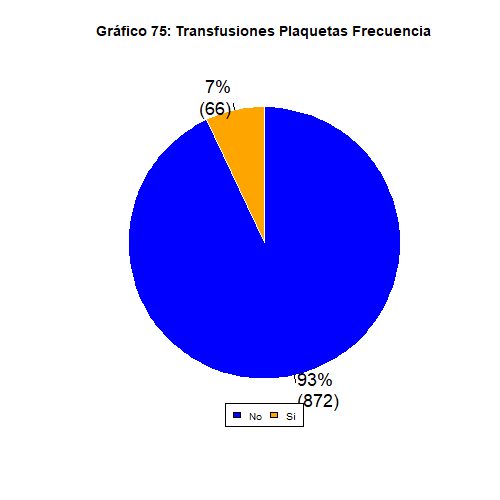 Gráfico 75: Transfusiones Plaquetas Frecuencia
7%
(66)
93%
(872)
No Si